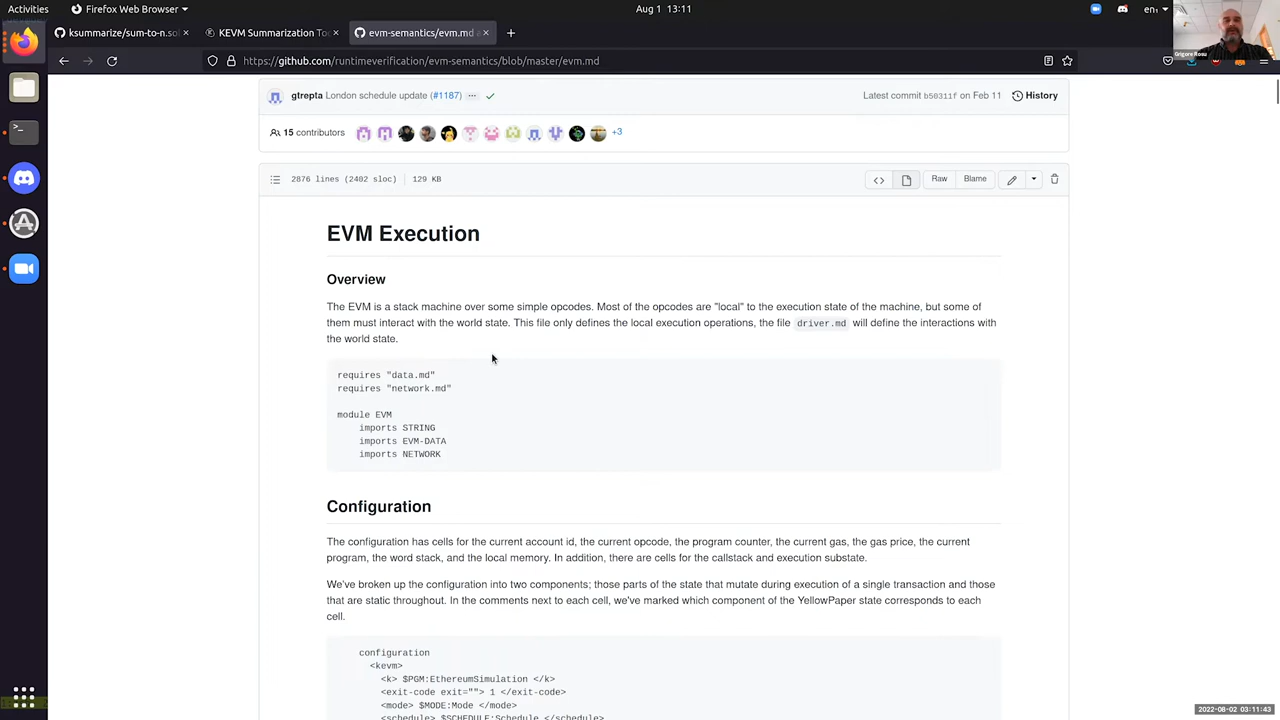 Activities
Firefox Web Browser
Aug 1 13:11
en
ksummarize/sum-to-n.sol
KEVM Summarization Too
evm-semantics/evm.md a
https://github.com/runtimeverification/evm-semantics/blob/master/evm.md
Grigore Rosu
gtrepta London schedule update (#1187) ...
Latest commit b50311f on Feb 11
History
15 contributors
+3
2876 lines (2402 sloc)
129 KB
Raw
Blame
EVM Execution
Overview
The EVM is a stack machine over some simple opcodes. Most of the opcodes are "local" to the execution state of the machine, but some of
them must interact with the world state. This file only defines the local execution operations, the file driver.md will define the interactions with
the world state.
requires "data.md"
requires "network.md"
module EVM
imports STRING
imports EVM-DATA
imports NETWORK
Configuration
The configuration has cells for the current account id, the current opcode, the program counter, the current gas, the gas price, the current
program, the word stack, and the local memory. In addition, there are cells for the callstack and execution substate.
We've broken up the configuration into two components; those parts of the state that mutate during execution of a single transaction and those
that are static throughout. In the comments next to each cell, we've marked which component of the YellowPaper state corresponds to each
cell.
configuration
<kevm>
<k> $PGM:EthereumSimulation </k>
<exit-code exit=""> 1 </exit-code>
<mode> $MODE:Mode </mode>
<schedule> $SCHEDULE:Schedule </schedule>
2022-08-02 03:11:43